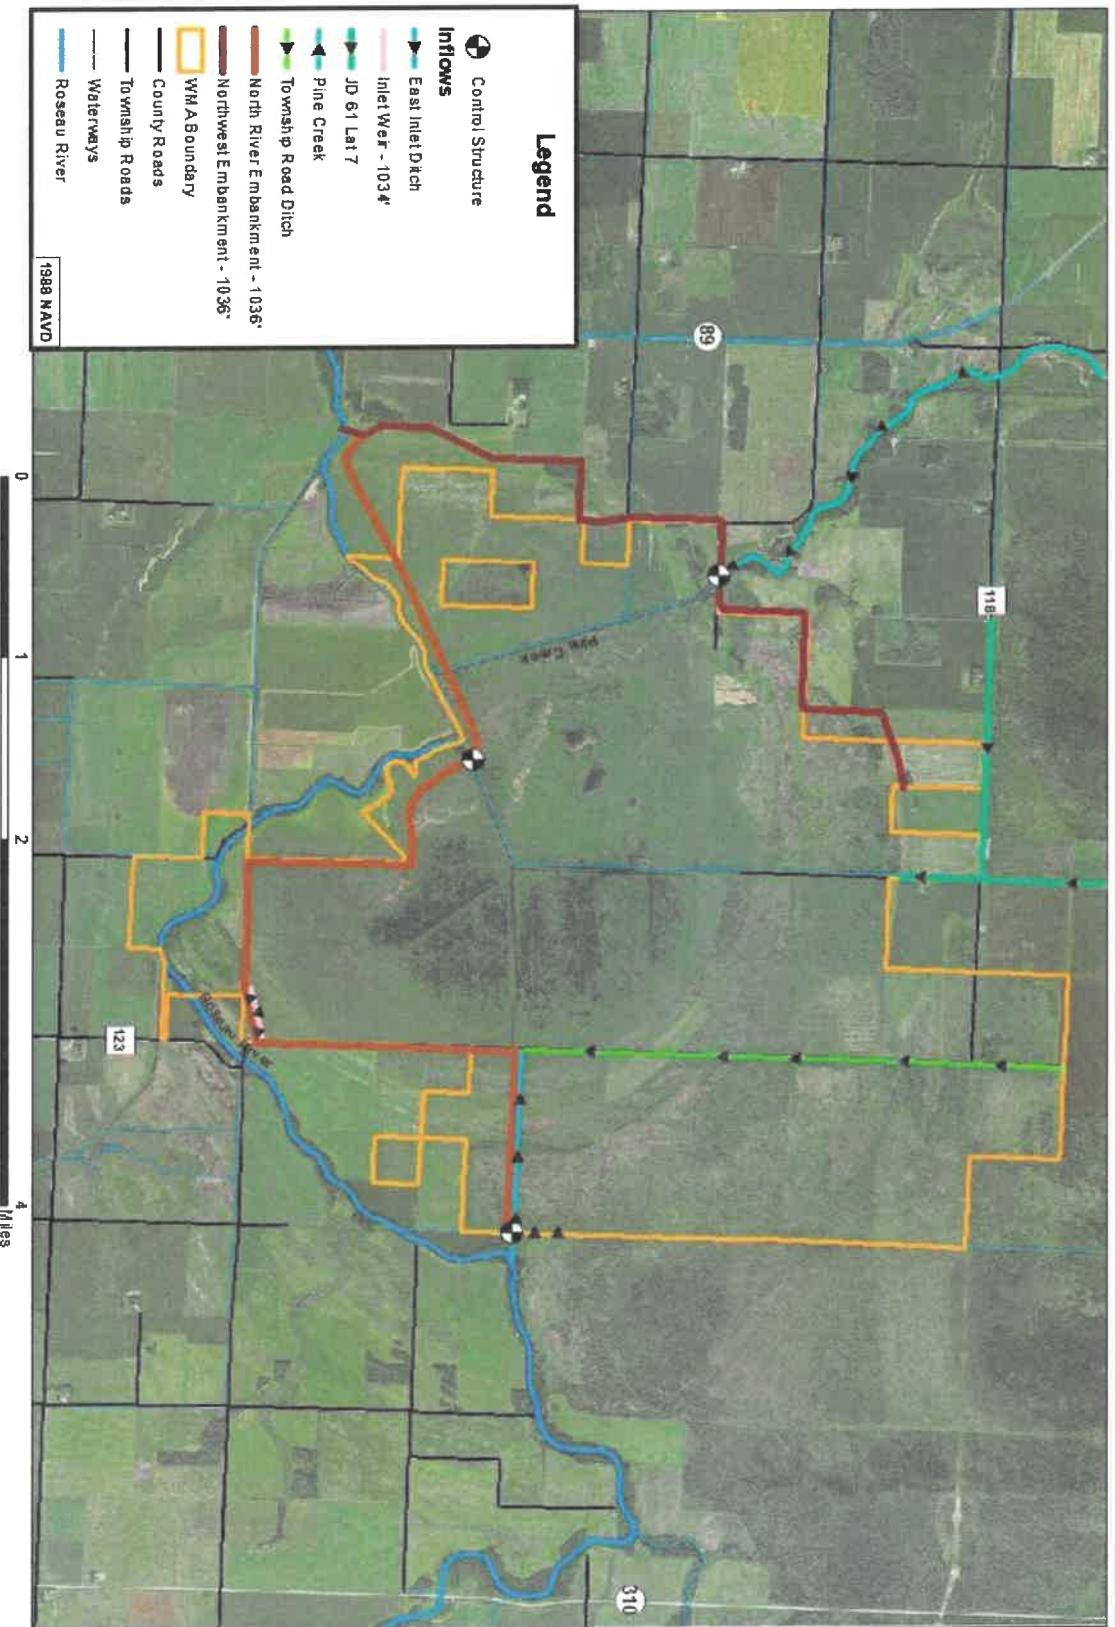 Legend
Control Structure
Inflows
East Inlet Ditch
Inlet Weir - 1034'
JD 61 Lat 7
Pine Creek
Township Road Ditch
North River Embankment - 1036'
Northwest Embankment - 1036'
WMA Boundary
County Roads
Township Roads
Waterways
Roseau River
1988 NAVD
89
118
Pine Creek
Roseau River
123
310
0
1
2
4
Miles